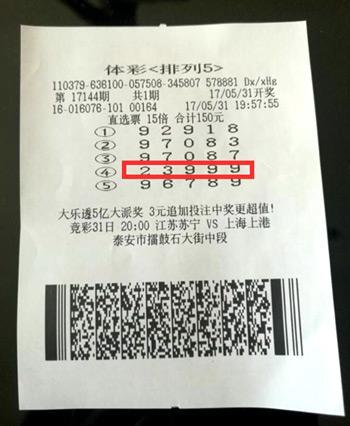 体彩<排列5>
110379-636100-057508-345807 578881 Dx/xHg
第 17144期 共1期 17/05/31开奖
16-016076-101 00164 17/05/31 19:57:55
直选票 15倍 合计150元
① 9 2 9 1 8
② 9 7 0 8 3
③ 9 7 0 8 7
④ 2 3 9 9 9
⑤ 9 6 7 8 9
大乐透5亿大派奖 3元追加投注中奖更超值!
竞彩31日 20:00 江苏苏宁 VS 上海上港
泰安市擂鼓石大街中段